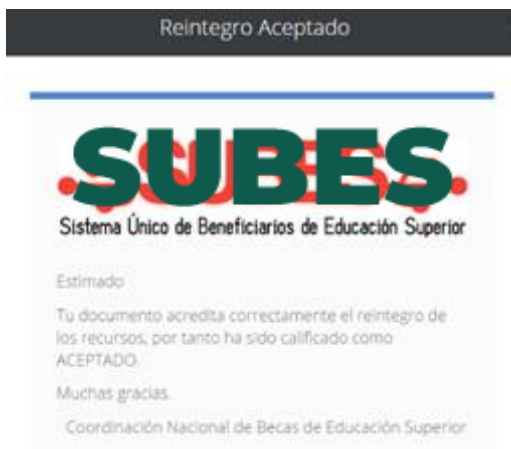 Reintegro Aceptado
SUBES
Sistema Único de Beneficiarios de Educación Superior
Estimado
Tu documento acredita correctamente el reintegro de
los recursos, por tanto ha sido calificado como
ACEPTADO.
Muchas gracias.
Coordinación Nacional de Becas de Educación Superior